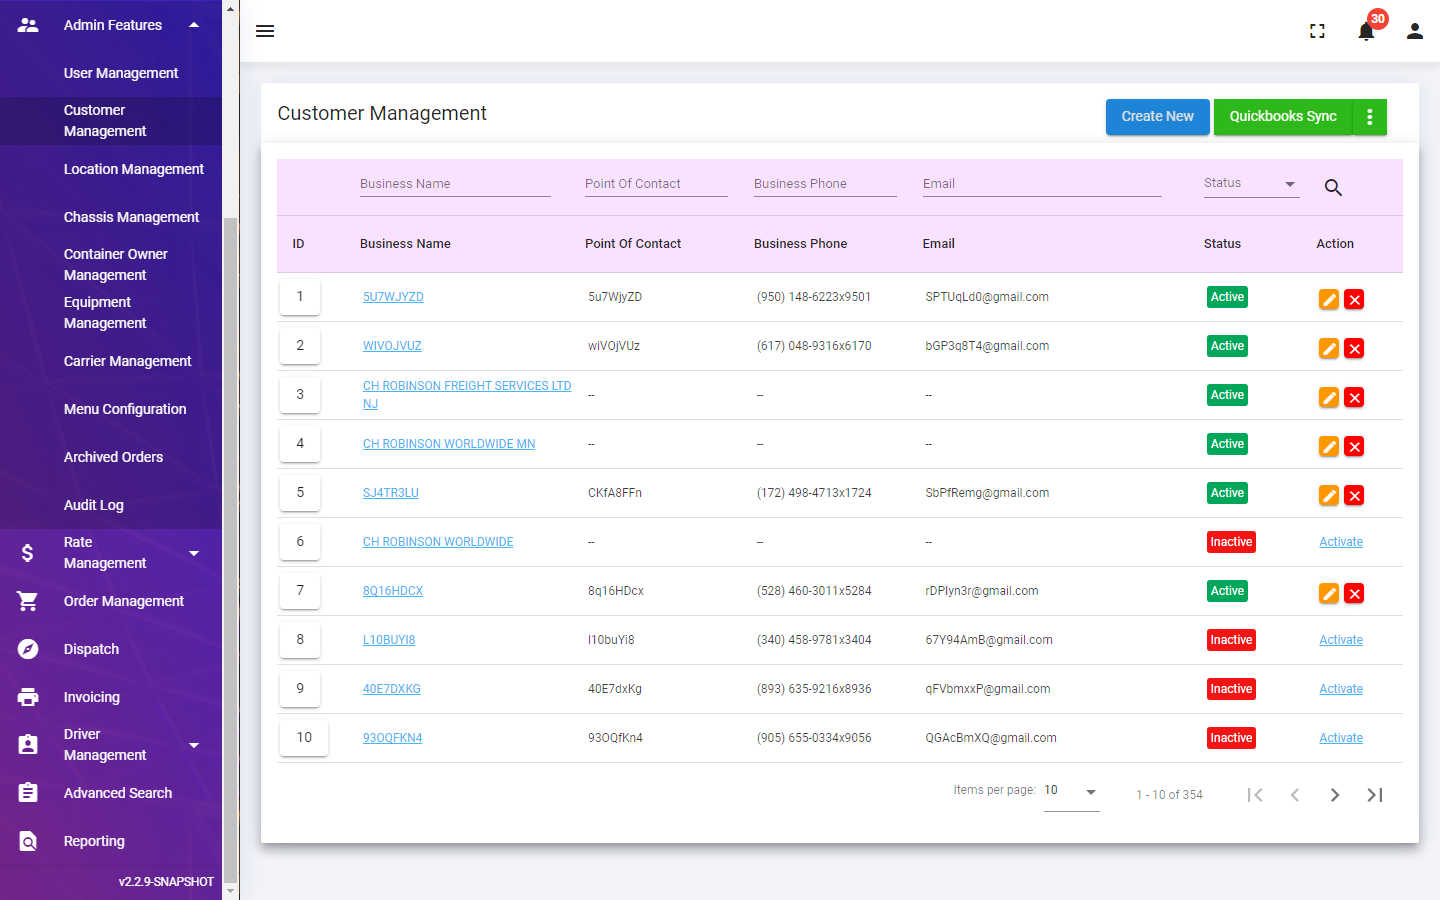 Admin Features
User Management
Customer
Management
Location Management
Chassis Management
Container Owner
Management
Equipment
Management
Carrier Management
Menu Configuration
Archived Orders
Audit Log
Rate
Management
Order Management
Dispatch
Invoicing
Driver
Management
Advanced Search
Reporting
v2.2.9-SNAPSHOT
30
Customer Management
Create New
Quickbooks Sync
Business Name Point Of Contact Business Phone Email Status
ID Business Name Point Of Contact Business Phone Email Status Action
1 5U7WJYZD 5u7WjyZD (950) 148-6223x9501 SPTUqLd0@gmail.com Active
2 WIVOJVUZ wiVOjVUz (617) 048-9316x6170 bGP3q8T4@gmail.com Active
3 CH ROBINSON FREIGHT SERVICES LTD
NJ -- -- -- Active
4 CH ROBINSON WORLDWIDE MN -- -- -- Active
5 SJ4TR3LU CKfA8FFn (172) 498-4713x1724 SbPfRemg@gmail.com Active
6 CH ROBINSON WORLDWIDE -- -- -- Inactive Activate
7 8Q16HDCX 8q16HDcx (528) 460-3011x5284 rDPIyn3r@gmail.com Active
8 L10BUYI8 l10buYi8 (340) 458-9781x3404 67Y94AmB@gmail.com Inactive Activate
9 40E7DXKG 40E7dxKg (893) 635-9216x8936 qFVbmxxP@gmail.com Inactive Activate
10 93OQFKN4 93OQfKn4 (905) 655-0334x9056 QGAcBmXQ@gmail.com Inactive Activate
Items per page: 10 1 - 10 of 354